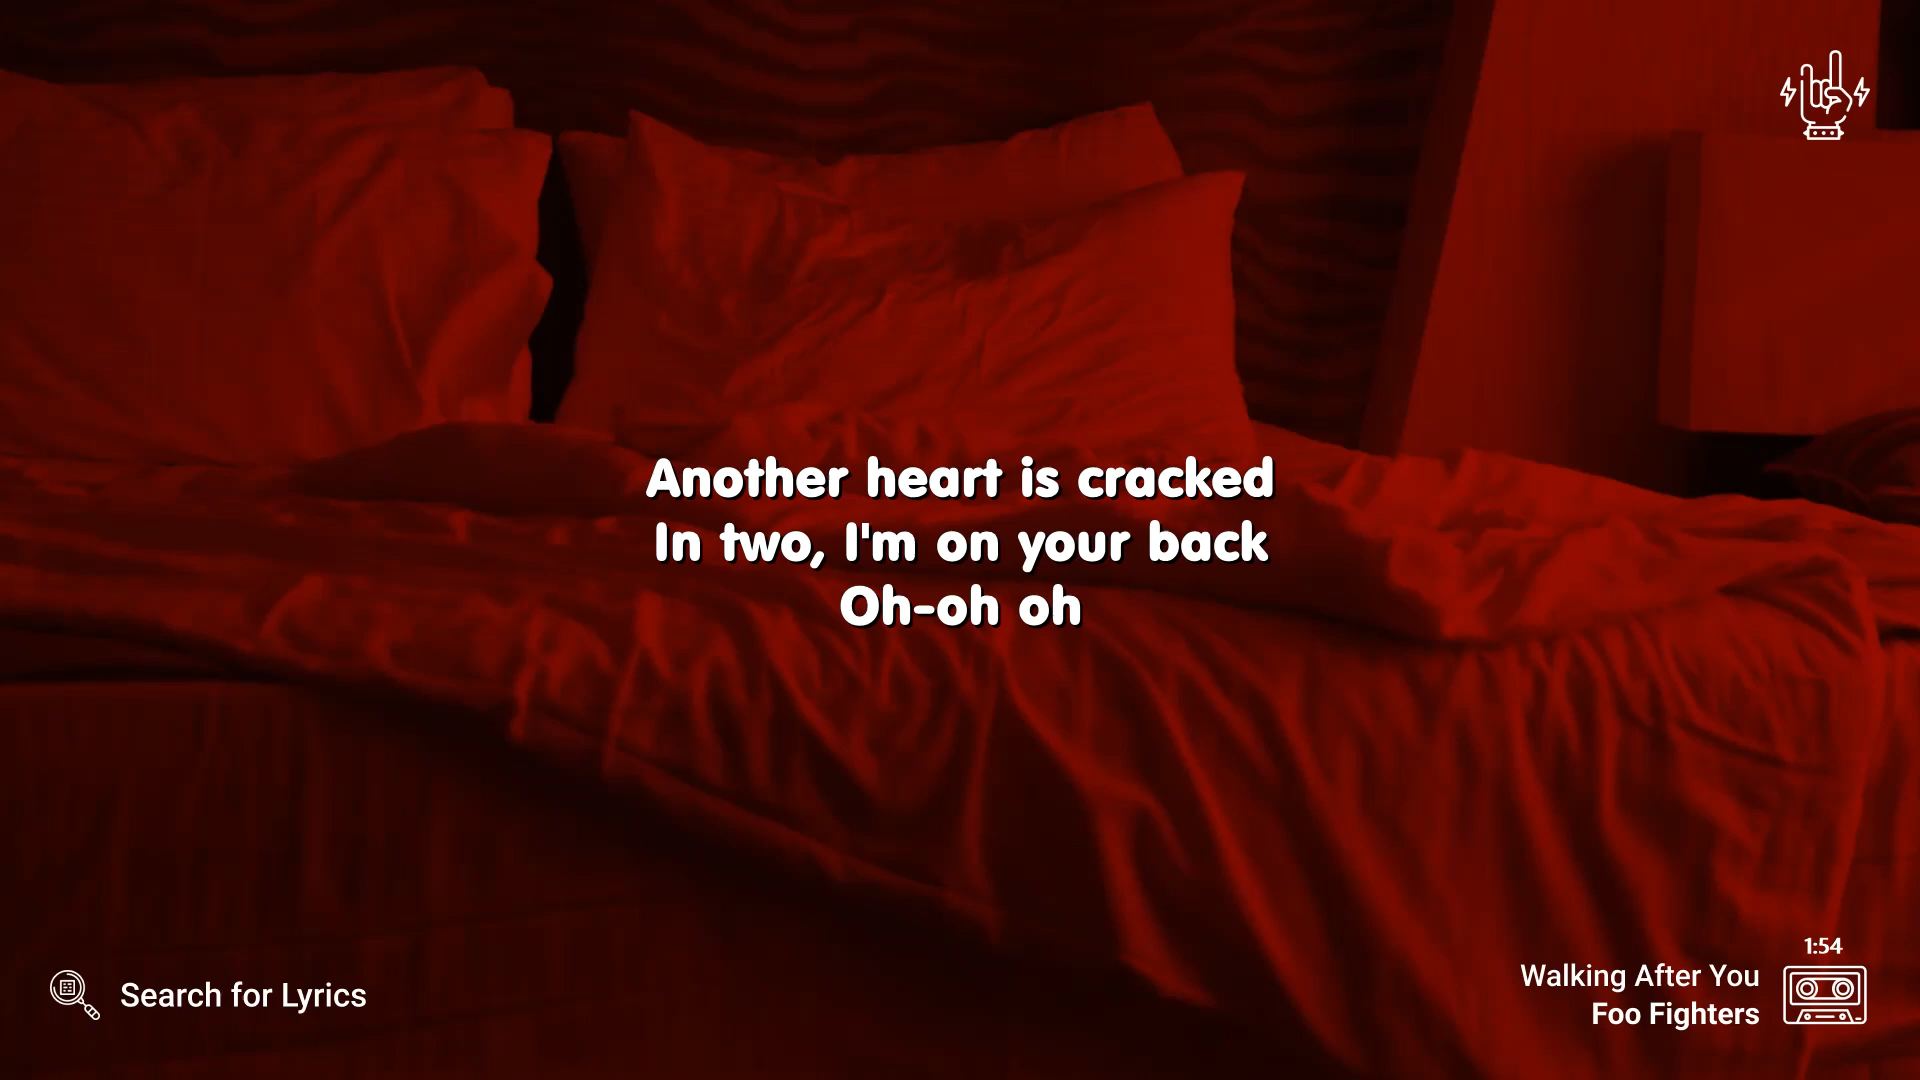 Another heart is cracked
In two, I'm on your back
Oh-oh oh
Search for Lyrics
1:54
Walking After You
Foo Fighters